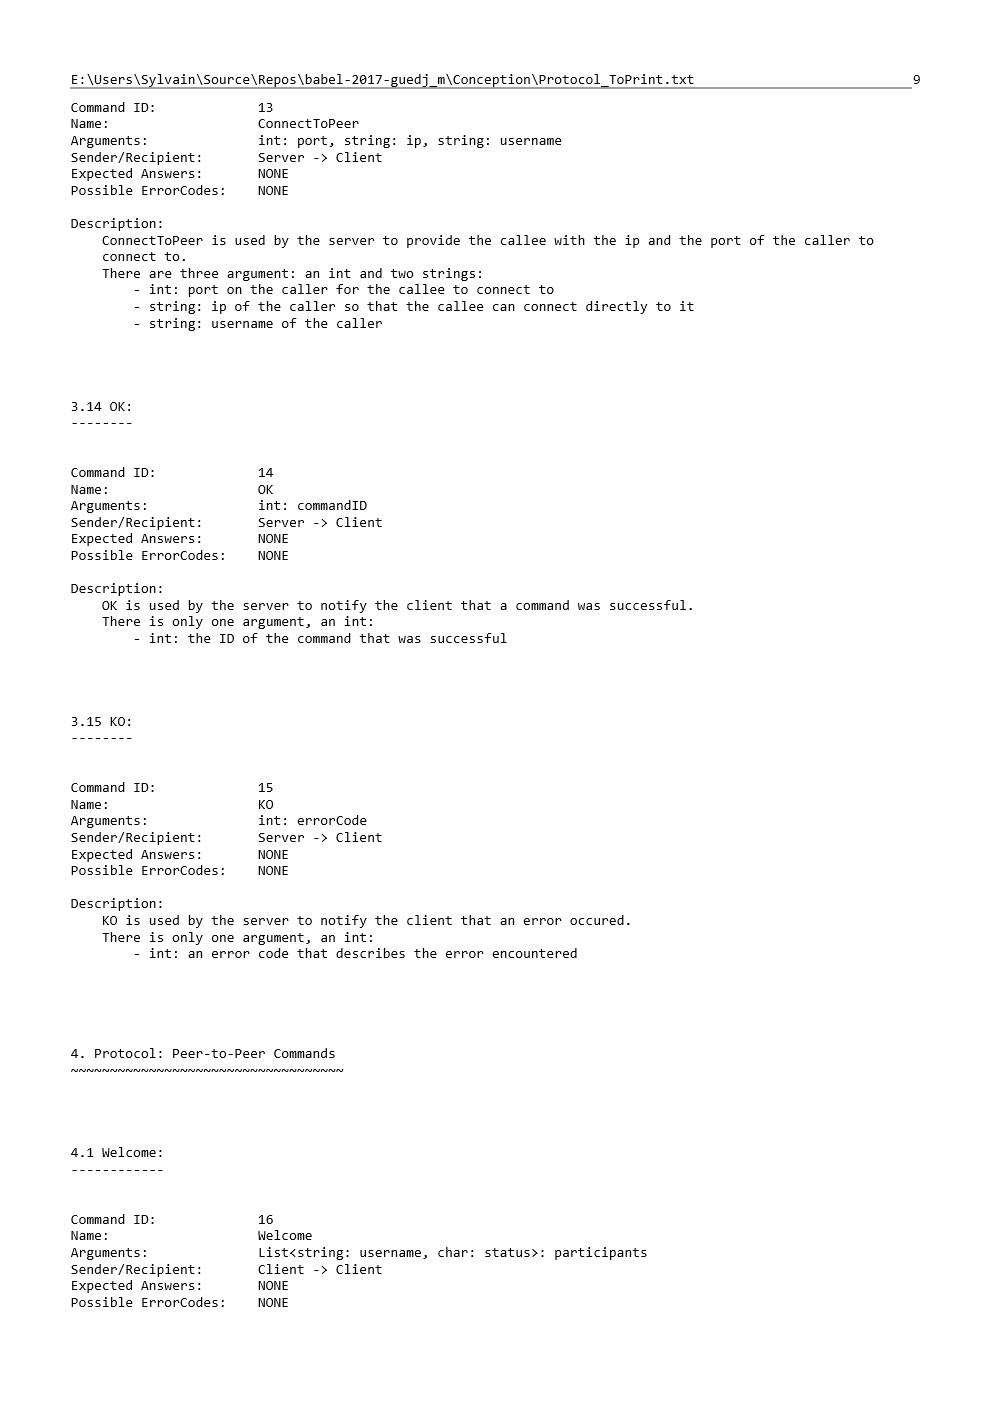 E:\Users\Sylvain\Source\Repos\babel-2017-guedj_m\Conception\Protocol_ToPrint.txt 9
Command ID: 13
Name: ConnectToPeer
Arguments: int: port, string: ip, string: username
Sender/Recipient: Server -> Client
Expected Answers: NONE
Possible ErrorCodes: NONE
Description:
ConnectToPeer is used by the server to provide the callee with the ip and the port of the caller to
connect to.
There are three argument: an int and two strings:
- int: port on the caller for the callee to connect to
- string: ip of the caller so that the callee can connect directly to it
- string: username of the caller
3.14 OK:
--------
Command ID: 14
Name: OK
Arguments: int: commandID
Sender/Recipient: Server -> Client
Expected Answers: NONE
Possible ErrorCodes: NONE
Description:
OK is used by the server to notify the client that a command was successful.
There is only one argument, an int:
- int: the ID of the command that was successful
3.15 KO:
--------
Command ID: 15
Name: KO
Arguments: int: errorCode
Sender/Recipient: Server -> Client
Expected Answers: NONE
Possible ErrorCodes: NONE
Description:
KO is used by the server to notify the client that an error occured.
There is only one argument, an int:
- int: an error code that describes the error encountered
4. Protocol: Peer-to-Peer Commands
~~~~~~~~~~~~~~~~~~~~~~~~~~~~~~~~~~~
4.1 Welcome:
------------
Command ID: 16
Name: Welcome
Arguments: List<string: username, char: status>: participants
Sender/Recipient: Client -> Client
Expected Answers: NONE
Possible ErrorCodes: NONE